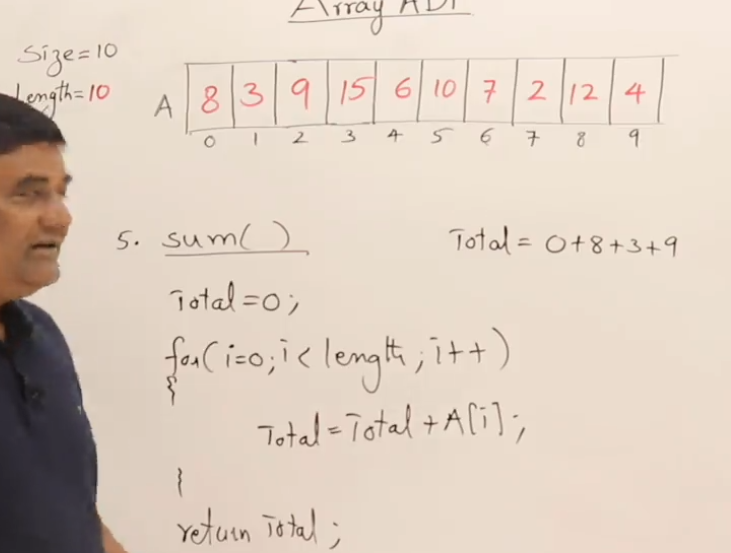 Array ADT
Size=10
Length=10
A 8 3 9 15 6 10 7 2 12 4
0 1 2 3 4 5 6 7 8 9
5. sum( )
Total = 0+8+3+9
Total=0;
for(i=0;i<length;i++)
{
Total=Total+A[i];
}
return Total;